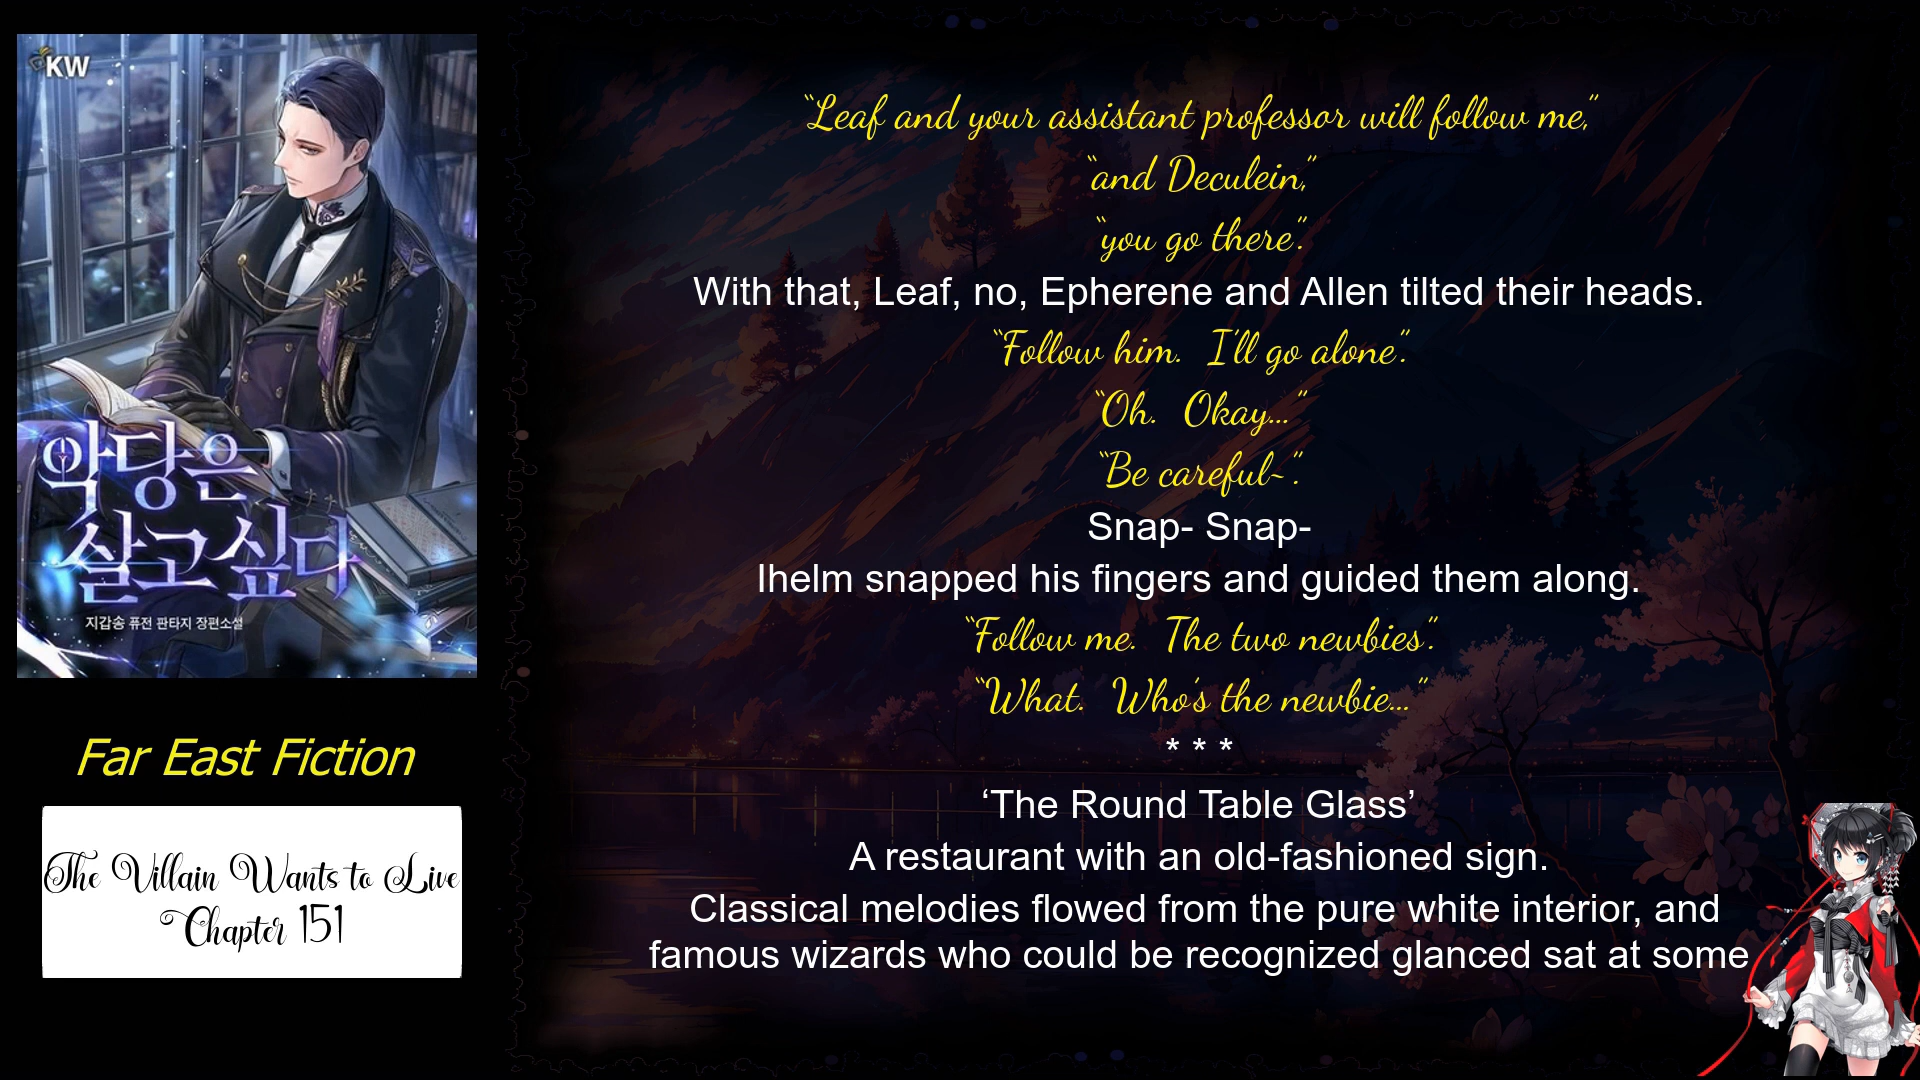 KW
악당은
살고 싶다
지갑송 퓨전 판타지 장편소설
Far East Fiction
The Villain Wants to Live
Chapter 151
“Leaf and your assistant professor will follow me,”
“and Deculein,”
“you go there”.
With that, Leaf, no, Epherene and Allen tilted their heads.
“Follow him. I'll go alone”.
“Oh. Okay…”
“Be careful~”.
Snap- Snap-
Ihelm snapped his fingers and guided them along.
“Follow me. The two newbies”.
“What. Who's the newbie…”
* * *
‘The Round Table Glass’
A restaurant with an old-fashioned sign.
Classical melodies flowed from the pure white interior, and
famous wizards who could be recognized glanced sat at some